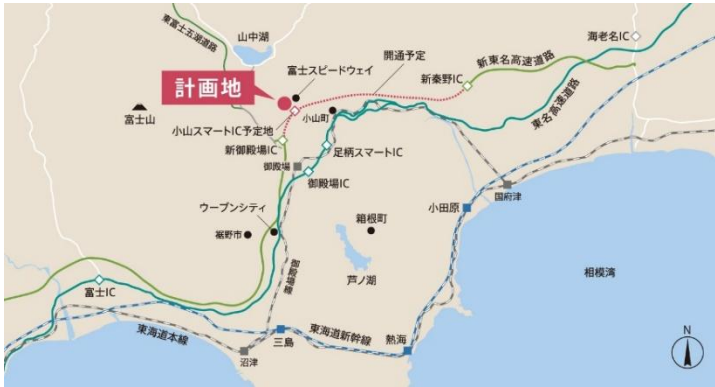 東富士五湖道路
山中湖
海老名IC
開通予定
新東名高速道路
富士スピードウェイ
新秦野IC
計画地
東名高速道路
富士山
小山町
小山スマートIC予定地
新御殿場IC
足柄スマートIC
御殿場
御殿場IC
国府津
ウーブンシティ
箱根町
小田原
裾野市
芦ノ湖
相模湾
御殿場線
富士IC
東海道本線
東海道新幹線
三島
熱海
沼津
N